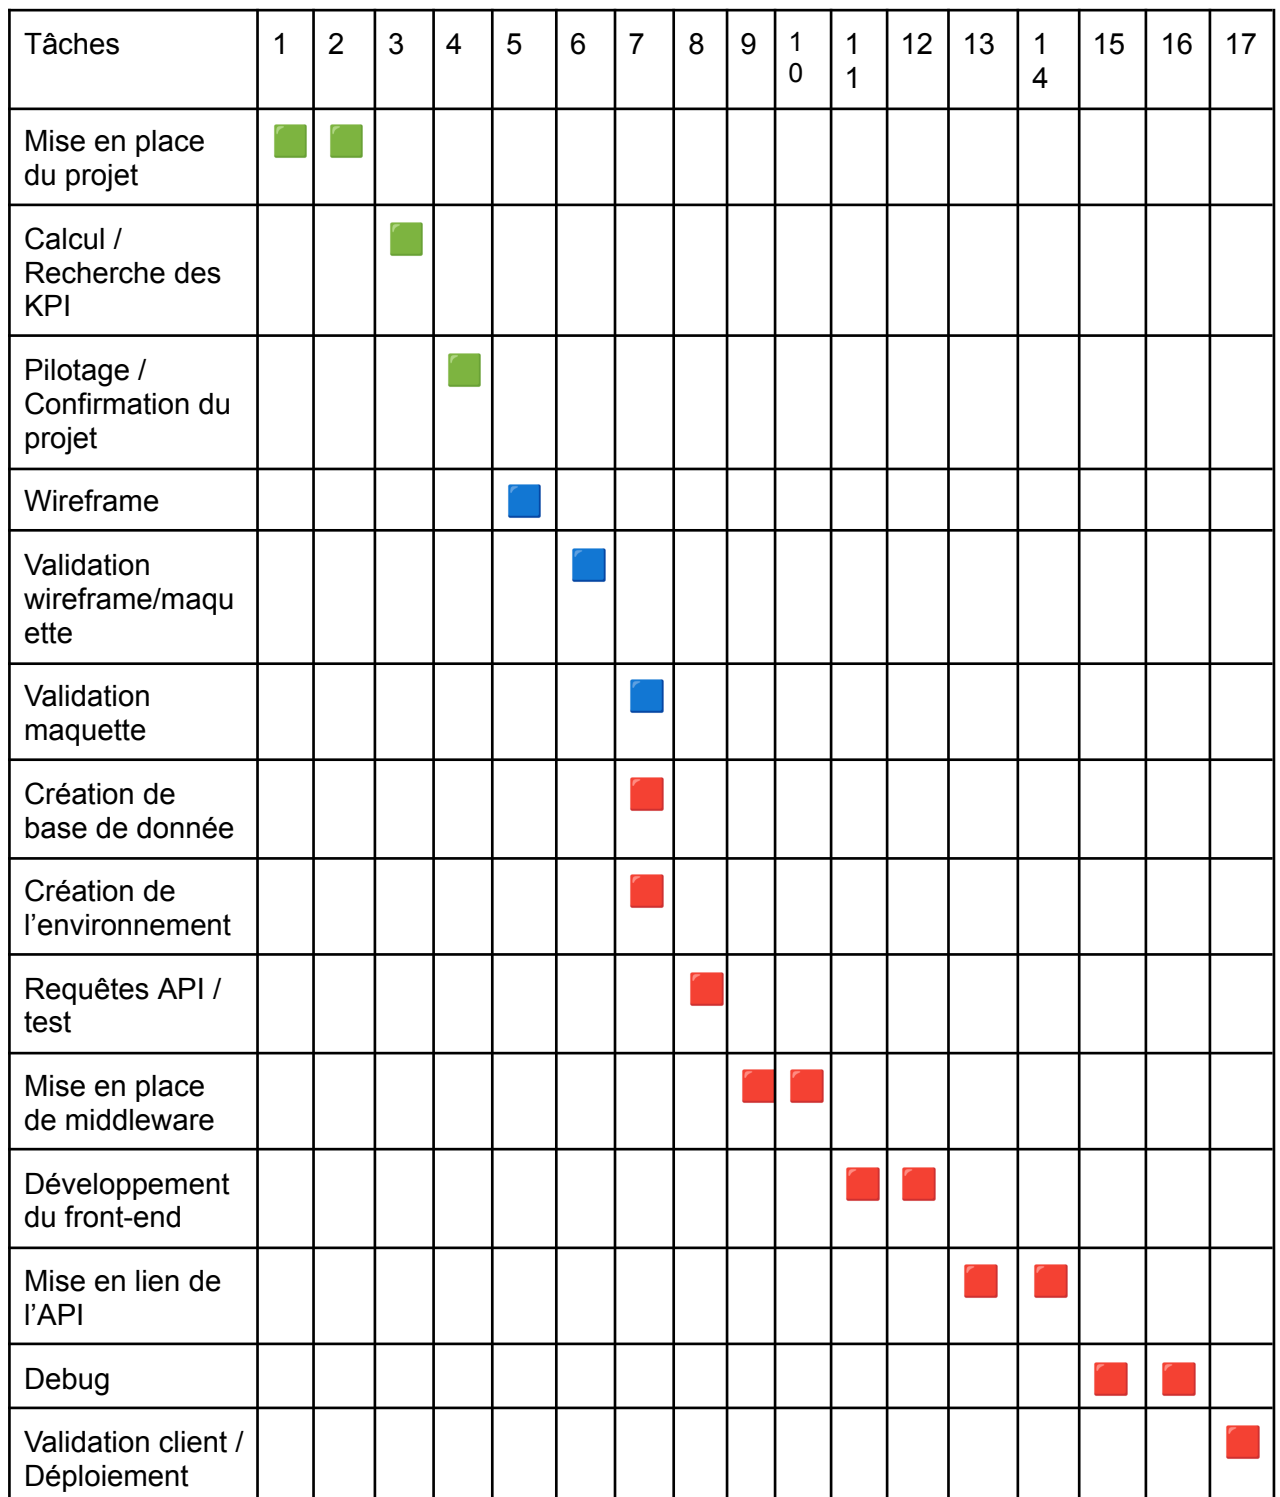 Tâches 1 2 3 4 5 6 7 8 9 1 1 12 13 1 15 16 17
0 1 4
Mise en place
du projet
Calcul /
Recherche des
KPI
Pilotage /
Confirmation du
projet
Wireframe
Validation
wireframe/maqu
ette
Validation
maquette
Création de
base de donnée
Création de
l’environnement
Requêtes API /
test
Mise en place
de middleware
Développement
du front-end
Mise en lien de
l’API
Debug
Validation client /
Déploiement